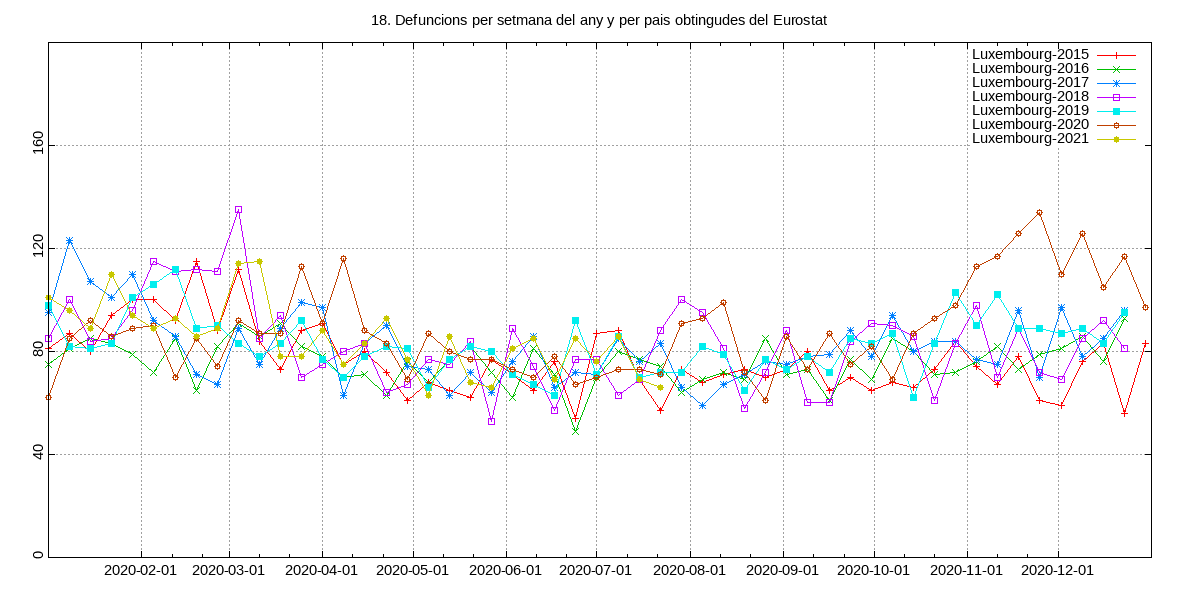 18. Defuncions per setmana del any y per pais obtingudes del Eurostat
Luxembourg-2015
Luxembourg-2016
Luxembourg-2017
Luxembourg-2018
Luxembourg-2019
Luxembourg-2020
Luxembourg-2021
160
120
80
40
0
2020-02-01 2020-03-01 2020-04-01 2020-05-01 2020-06-01 2020-07-01 2020-08-01 2020-09-01 2020-10-01 2020-11-01 2020-12-01